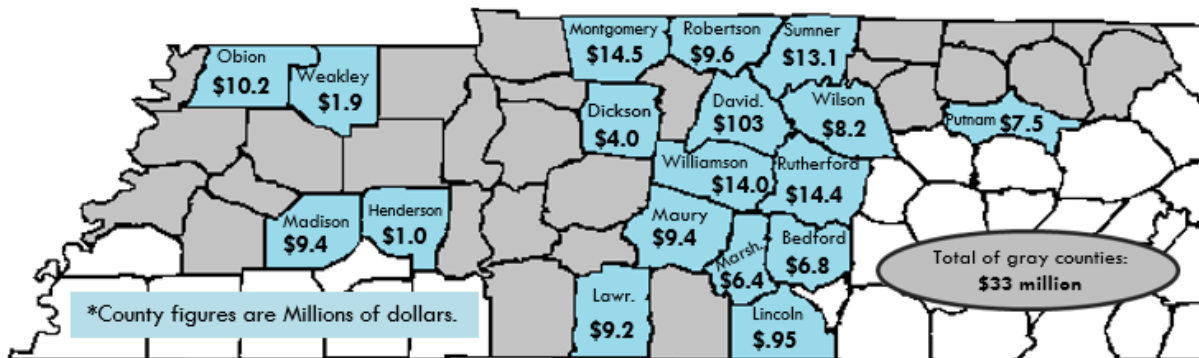 Montgomery
$14.5
Robertson
$9.6
Sumner
$13.1
Obion
$10.2
Weakley
$1.9
Dickson
$4.0
David.
$103
Wilson
$8.2
Putnam $7.5
Williamson
$14.0
Rutherford
$14.4
Madison
$9.4
Henderson
$1.0
Maury
$9.4
Marsh.
$6.4
Bedford
$6.8
Total of gray counties:
$33 million
*County figures are Millions of dollars.
Lawr.
$9.2
Lincoln
$.95